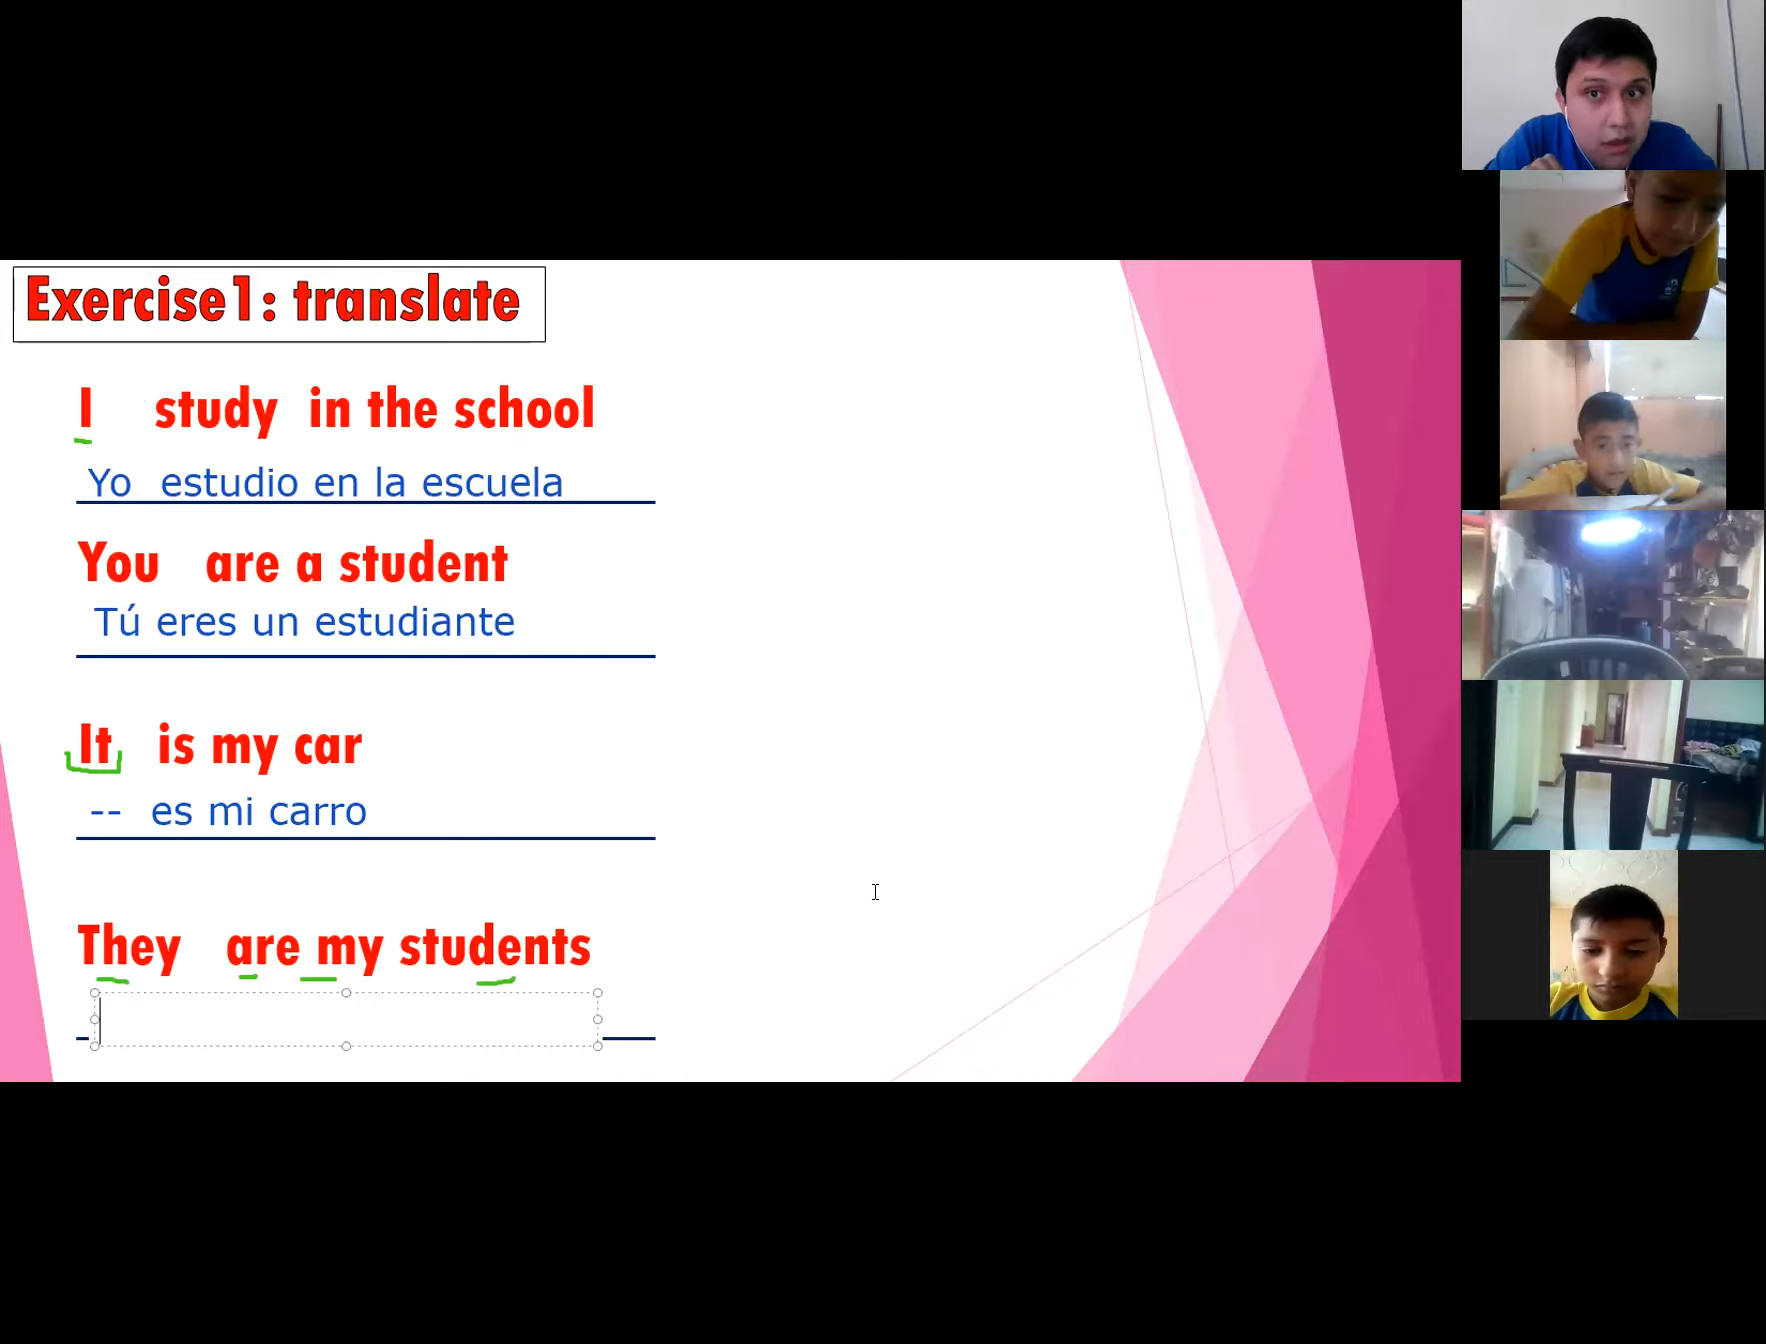 Exercise1: translate
I study in the school
Yo estudio en la escuela
You are a student
Tú eres un estudiante
It is my car
-- es mi carro
They are my students